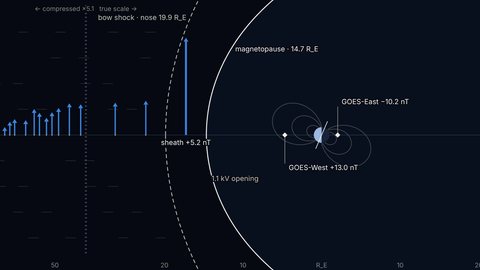 ← compressed ×5.1 true scale →
bow shock · nose 19.9 R_E
magnetopause · 14.7 R_E
GOES-East −10.2 nT
sheath +5.2 nT
GOES-West +13.0 nT
1.1 kV opening
50 20 10 R_E 10 20